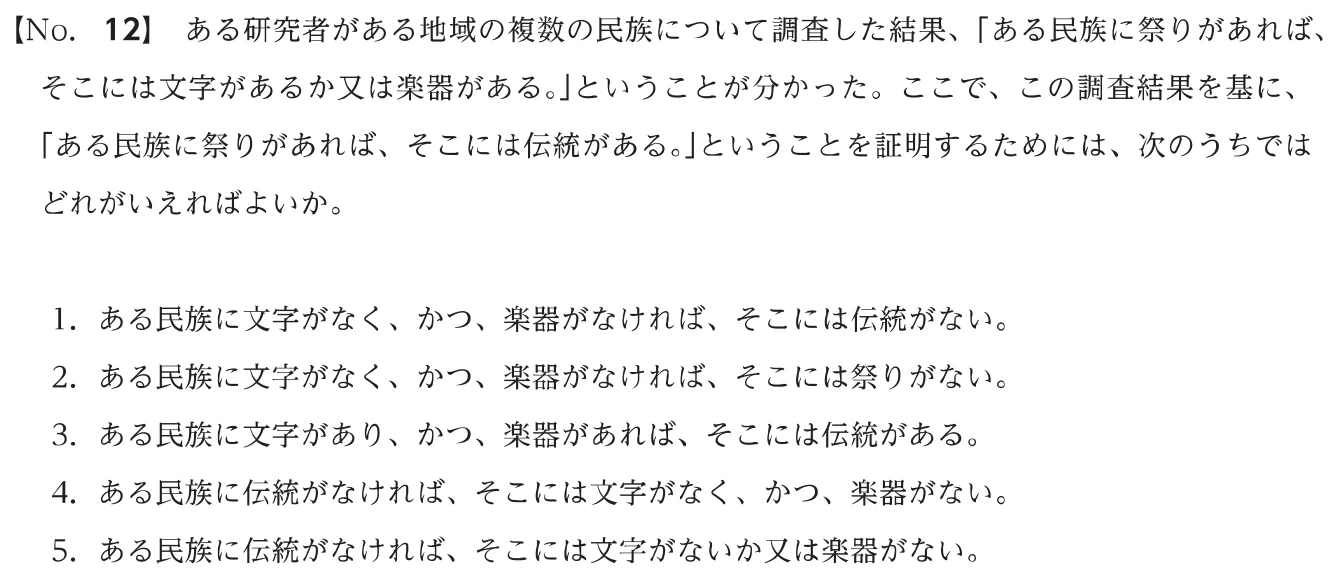 【No. 12】 ある研究者がある地域の複数の民族について調査した結果、「ある民族に祭りがあれば、
そこには文字があるか又は楽器がある。」ということが分かった。ここで、この調査結果を基に、
「ある民族に祭りがあれば、そこには伝統がある。」ということを証明するためには、次のうちでは
どれがいえればよいか。
1. ある民族に文字がなく、かつ、楽器がなければ、そこには伝統がない。
2. ある民族に文字がなく、かつ、楽器がなければ、そこには祭りがない。
3. ある民族に文字があり、かつ、楽器があれば、そこには伝統がある。
4. ある民族に伝統がなければ、そこには文字がなく、かつ、楽器がない。
5. ある民族に伝統がなければ、そこには文字がないか又は楽器がない。